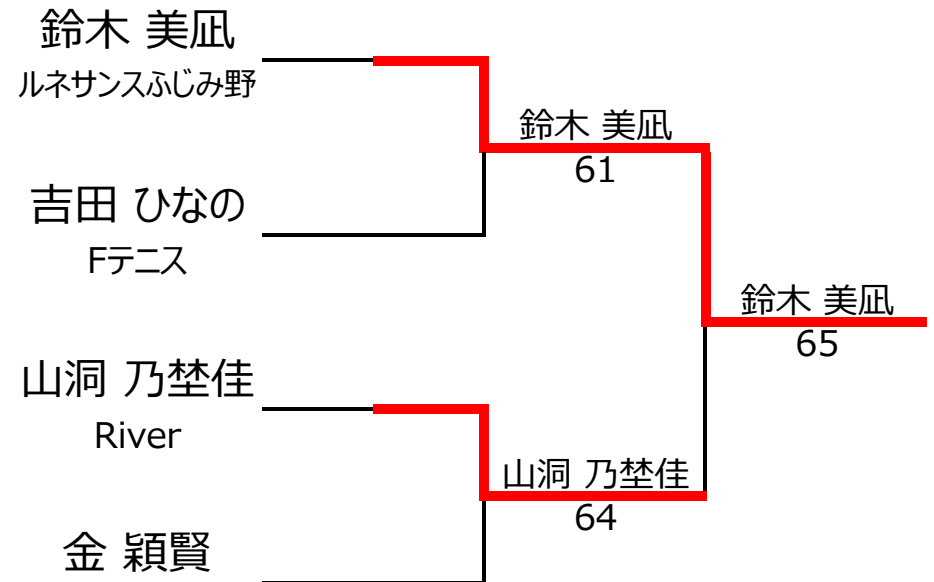 鈴木 美凪
ルネサンスふじみ野
鈴木 美凪
61
吉田 ひなの
Fテニス
鈴木 美凪
65
山洞 乃埜佳
River
山洞 乃埜佳
64
金 穎賢